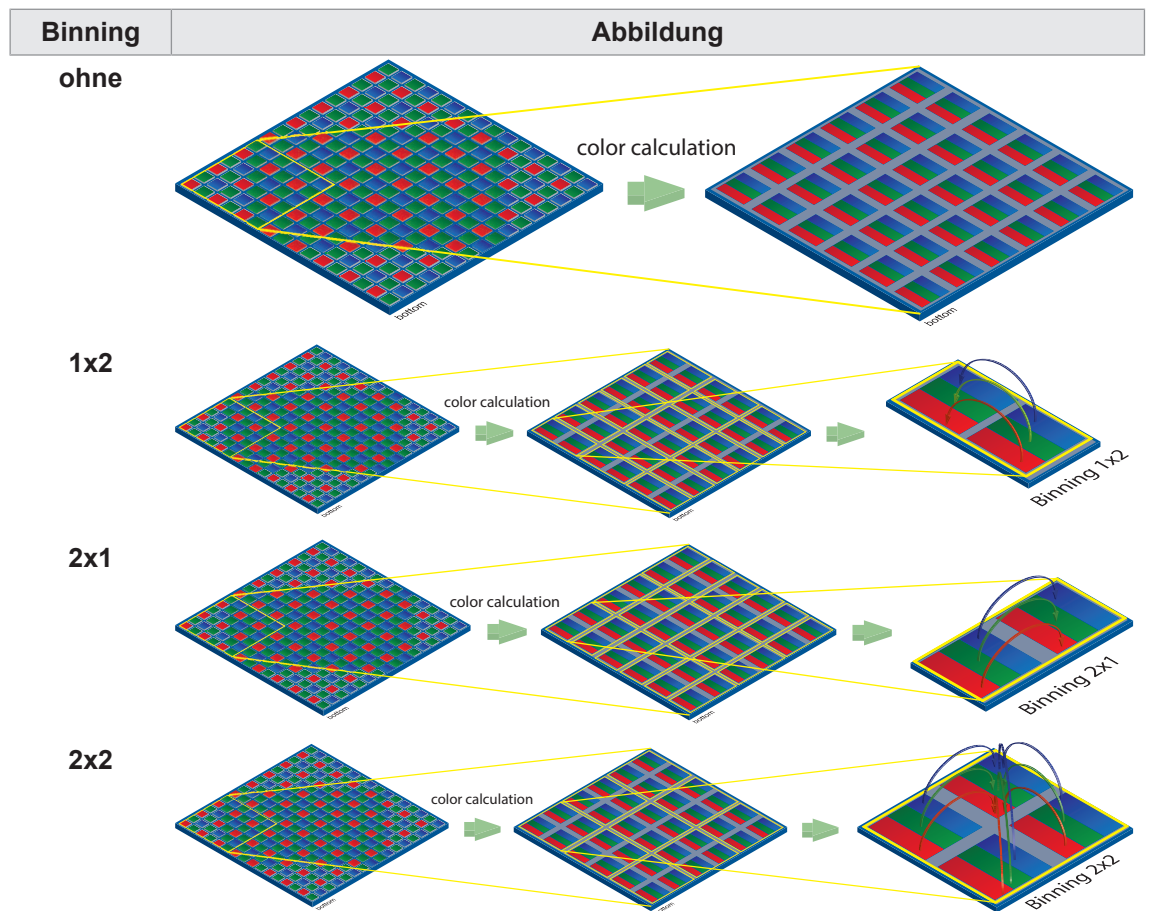 Binning Abbildung
ohne
color calculation
bottom
bottom
1x2
color calculation
bottom
bottom
Binning 1x2
2x1
color calculation
bottom
bottom
Binning 2x1
2x2
color calculation
bottom
bottom
Binning 2x2